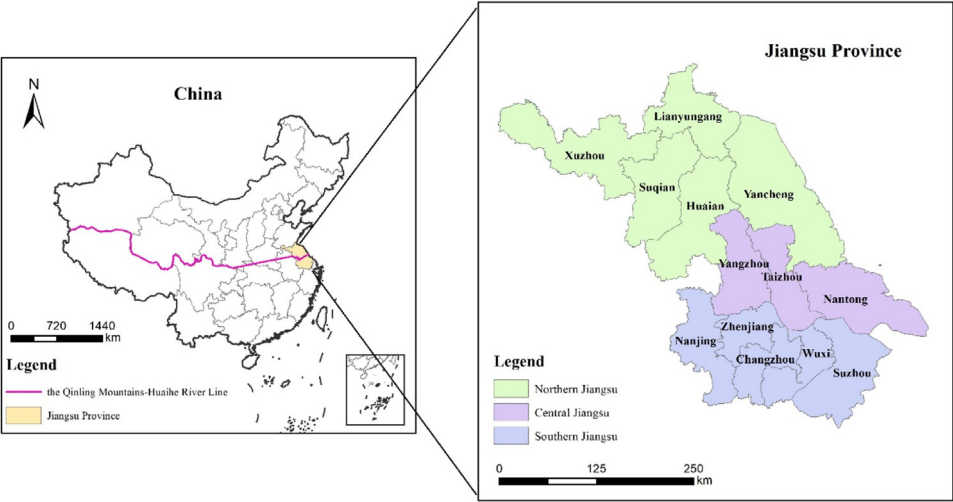 China
N
0 720 1440
km
Legend
the Qinling Mountains-Huaihe River Line
Jiangsu Province
Jiangsu Province
Lianyungang
Xuzhou
Suqian
Yancheng
Huaian
Yangzhou
Taizhou
Nantong
Zhenjiang
Nanjing
Wuxi
Changzhou
Suzhou
Legend
Northern Jiangsu
Central Jiangsu
Southern Jiangsu
0 125 250
km